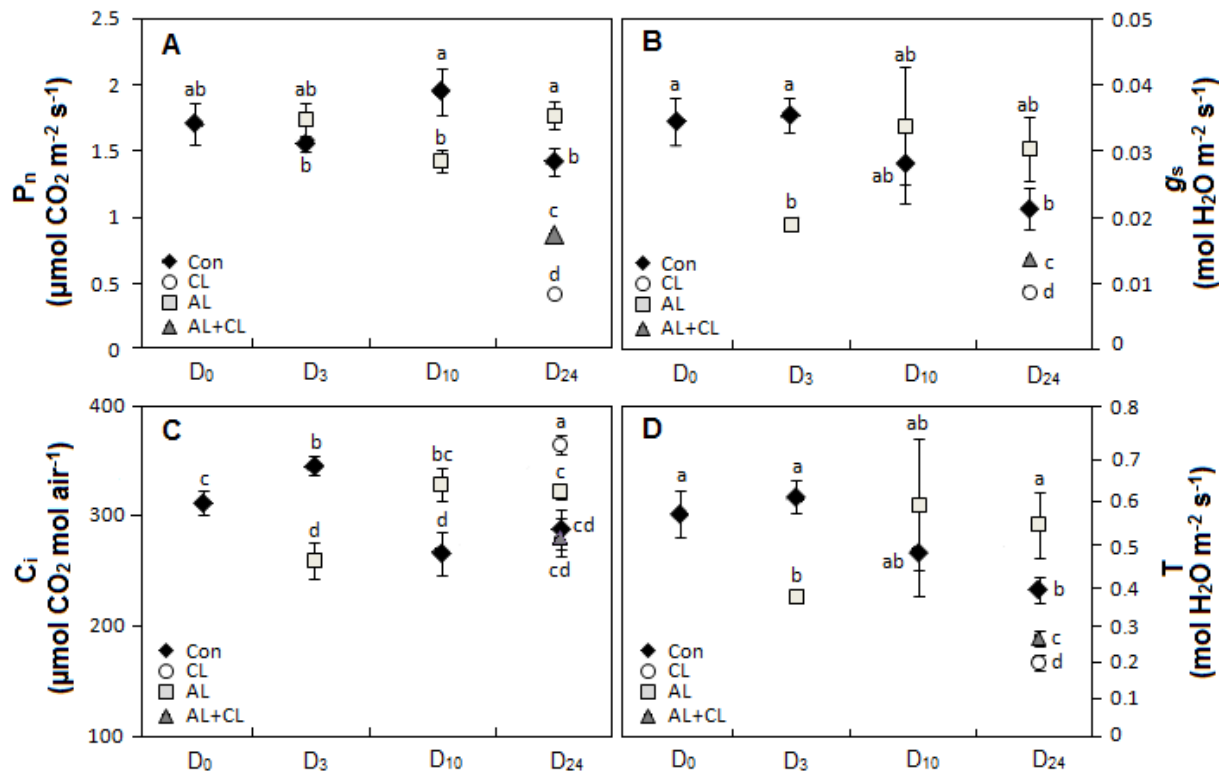 A
2.5
2
1.5
1
0.5
0
Pn
(µmol CO2 m-2 s-1)
ab
ab
b
a
b
a
b
c
d
Con
CL
AL
AL+CL
D0 D3 D10 D24
B
0.05
0.04
0.03
0.02
0.01
0
gs
(mol H2O m-2 s-1)
a
a
b
ab
ab
ab
b
c
d
Con
CL
AL
AL+CL
D0 D3 D10 D24
C
400
300
200
100
Ci
(µmol CO2 mol air-1)
c
b
d
bc
d
a
c
cd
cd
Con
CL
AL
AL+CL
D0 D3 D10 D24
D
0.8
0.7
0.6
0.5
0.4
0.3
0.2
0.1
0
T
(mol H2O m-2 s-1)
a
a
b
ab
ab
a
b
c
d
Con
CL
AL
AL+CL
D0 D3 D10 D24